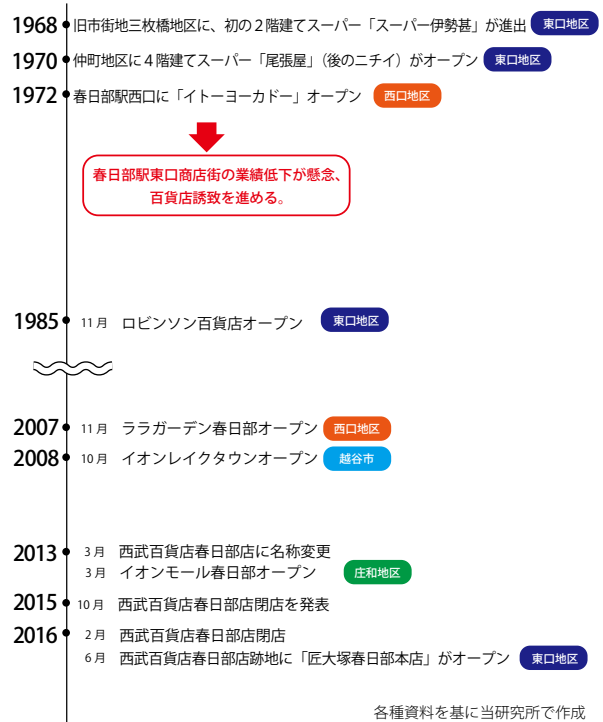 1968 旧市街地三枚橋地区に、初の２階建てスーパー「スーパー伊勢甚」が進出 東口地区
1970 仲町地区に４階建てスーパー「尾張屋」（後のニチイ）がオープン 東口地区
1972 春日部駅西口に「イトーヨーカドー」オープン 西口地区
春日部駅東口商店街の業績低下が懸念、
百貨店誘致を進める。
1985 11月 ロビンソン百貨店オープン 東口地区
2007 11月 ララガーデン春日部オープン 西口地区
2008 10月 イオンレイクタウンオープン 越谷市
2013 3月 西武百貨店春日部店に名称変更
3月 イオンモール春日部オープン 庄和地区
2015 10月 西武百貨店春日部店閉店を発表
2016 2月 西武百貨店春日部店閉店
6月 西武百貨店春日部店跡地に「匠大塚春日部本店」がオープン 東口地区
各種資料を基に当研究所で作成